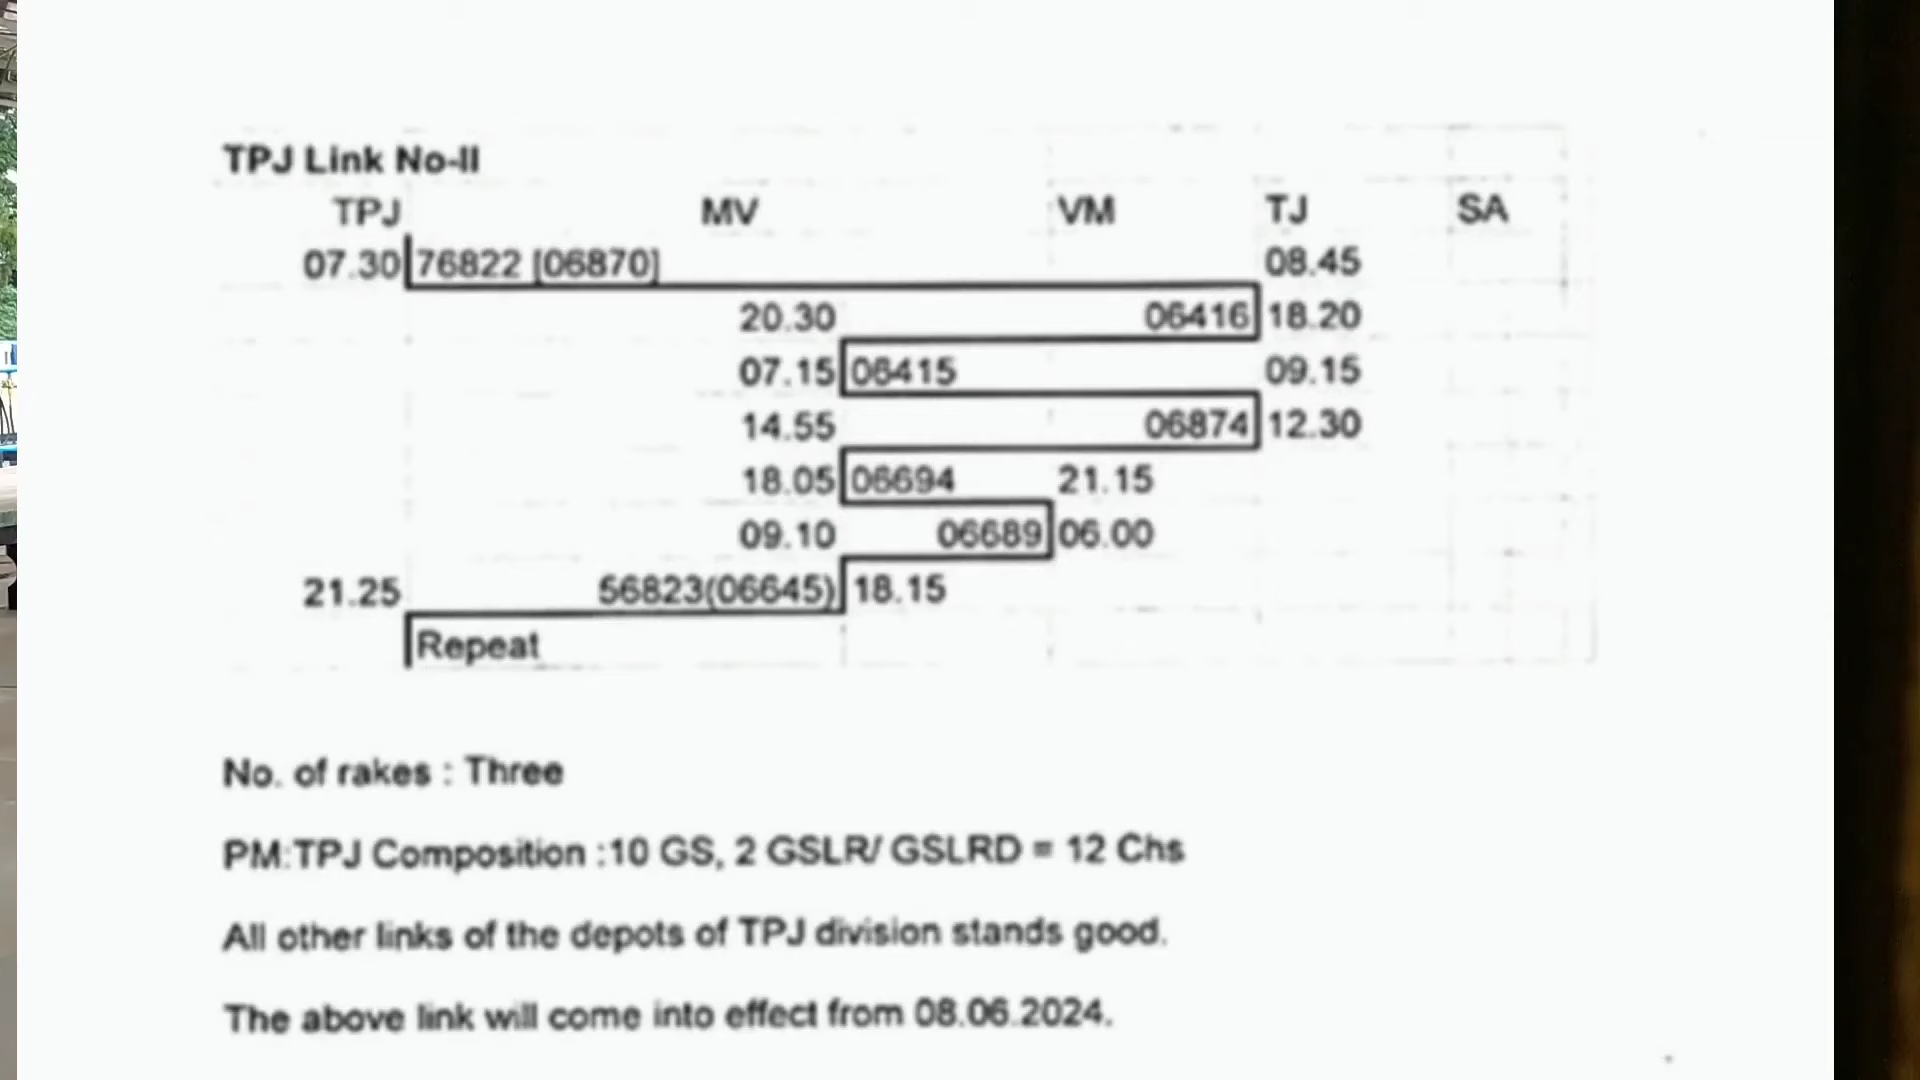 TPJ Link No-II
TPJ MV VM TJ SA
07.30 76822 [06870] 08.45
20.30 06416 18.20
07.15 06415 09.15
14.55 06874 12.30
18.05 06694 21.15
09.10 06689 06.00
21.25 56823(06645) 18.15
Repeat
No. of rakes : Three
PM:TPJ Composition :10 GS, 2 GSLR/ GSLRD = 12 Chs
All other links of the depots of TPJ division stands good.
The above link will come into effect from 08.06.2024.